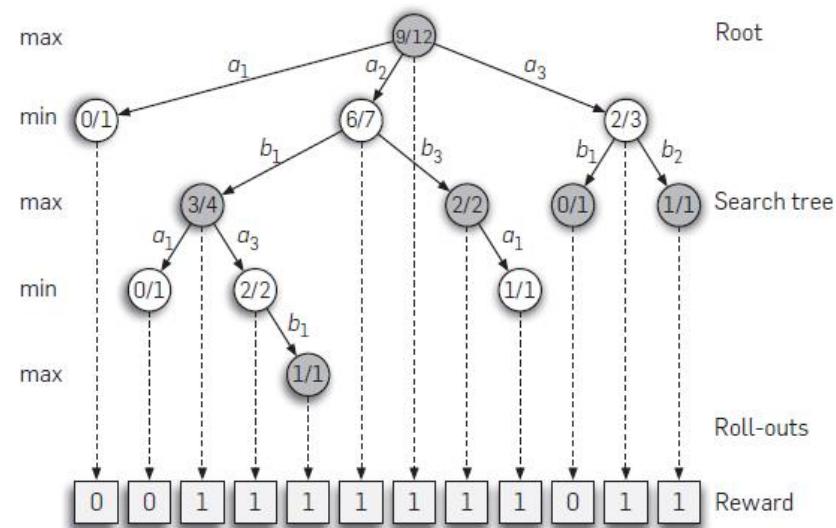 max 9/12 Root
a1 a2 a3
min 0/1 6/7 2/3
b1 b3 b1 b2
max 3/4 2/2 0/1 1/1 Search tree
a1 a3 a1
min 0/1 2/2 1/1
b1
max 1/1
Roll-outs
0 0 1 1 1 1 1 1 1 0 1 1 Reward